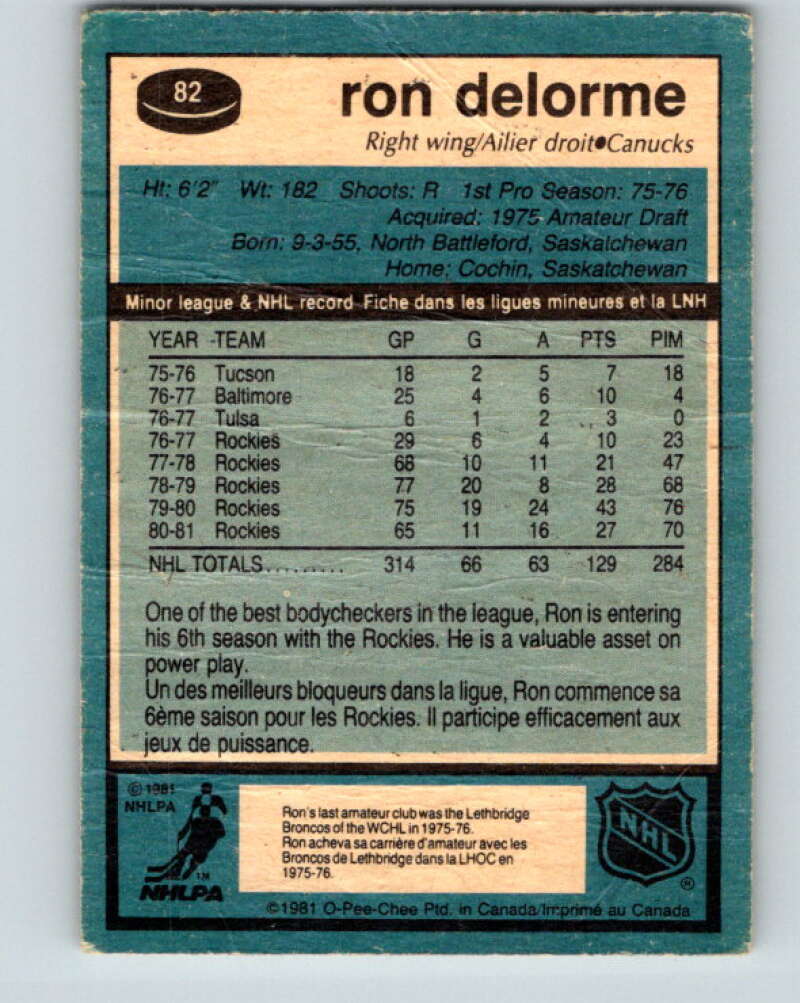 82
ron delorme
Right wing/Ailier droit•Canucks
Ht: 6'2" Wt: 182 Shoots: R 1st Pro Season: 75-76
Acquired: 1975 Amateur Draft
Born: 9-3-55, North Battleford, Saskatchewan
Home: Cochin, Saskatchewan
Minor league & NHL record Fiche dans les ligues mineures et la LNH
YEAR TEAM GP G A PTS PIM
75-76 Tucson 18 2 5 7 18
76-77 Baltimore 25 4 6 10 4
76-77 Tulsa 6 1 2 3 0
76-77 Rockies 29 6 4 10 23
77-78 Rockies 68 10 11 21 47
78-79 Rockies 77 20 8 28 68
79-80 Rockies 75 19 24 43 76
80-81 Rockies 65 11 16 27 70
NHL TOTALS......... 314 66 63 129 284
One of the best bodycheckers in the league, Ron is entering
his 6th season with the Rockies. He is a valuable asset on
power play.
Un des meilleurs bloqueurs dans la ligue, Ron commence sa
6ème saison pour les Rockies. Il participe efficacement aux
jeux de puissance.
© 1981
NHLPA
TM
NHLPA
Ron's last amateur club was the Lethbridge
Broncos of the WCHL in 1975-76.
Ron acheva sa carrière d'amateur avec les
Broncos de Lethbridge dans la LHOC en
1975-76.
NHL
®
©1981 O-Pee-Chee Ptd. in Canada/Imprimé au Canada